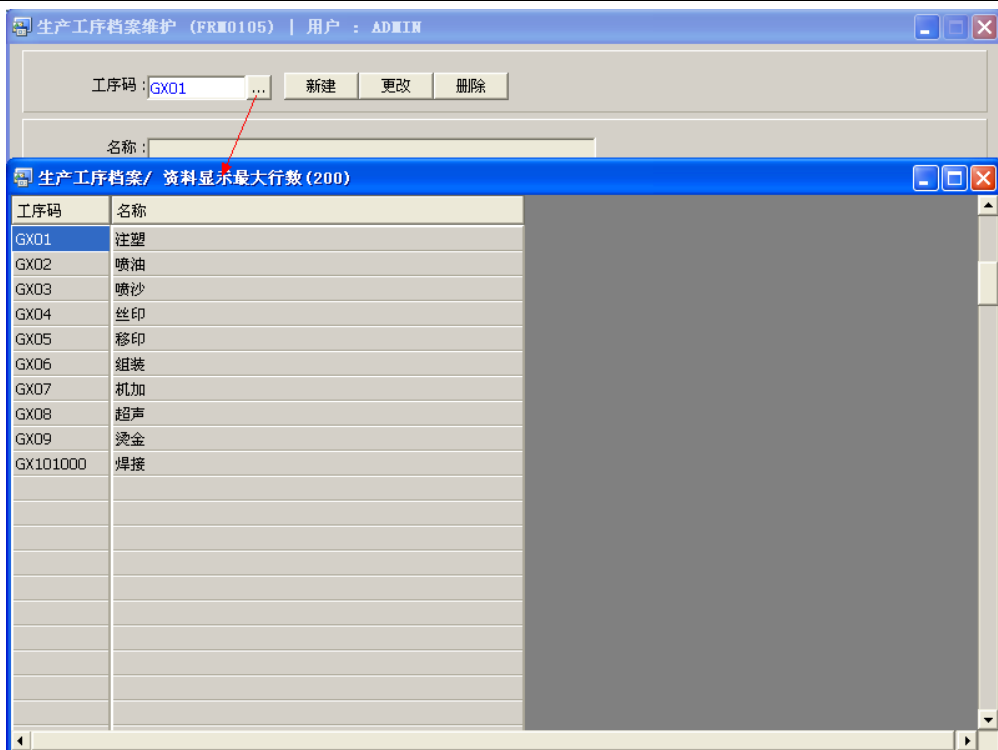 生产工序档案维护 (FRM0105) | 用户 : ADMIN
工序码 : GX01 ... 新建 更改 删除
名称 :
生产工序档案/ 资料显示最大行数(200)
工序码 名称
GX01 注塑
GX02 喷油
GX03 喷沙
GX04 丝印
GX05 移印
GX06 组装
GX07 机加
GX08 超声
GX09 烫金
GX101000 焊接